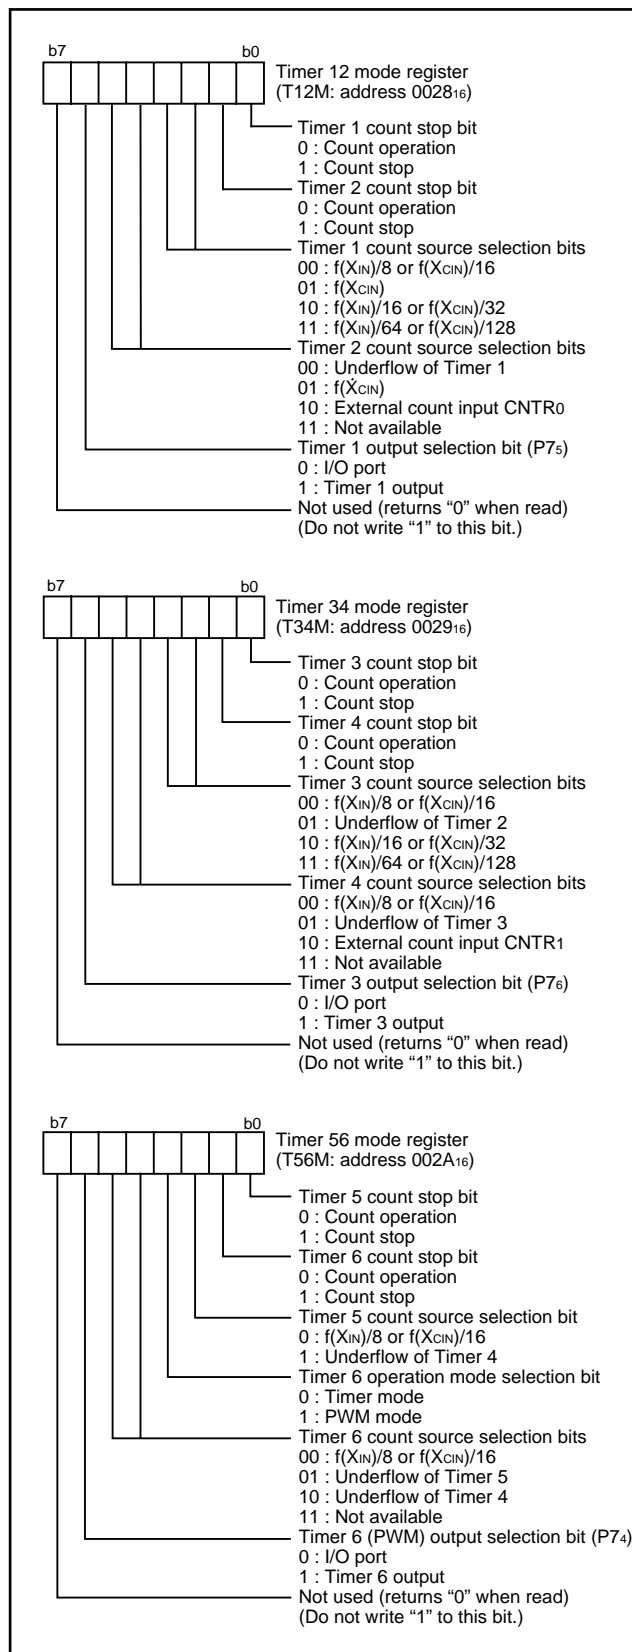 b7 b0
Timer 12 mode register
(T12M: address 0028₁₆)
Timer 1 count stop bit
0 : Count operation
1 : Count stop
Timer 2 count stop bit
0 : Count operation
1 : Count stop
Timer 1 count source selection bits
00 : f(XIN)/8 or f(XCIN)/16
01 : f(XCIN)
10 : f(XIN)/16 or f(XCIN)/32
11 : f(XIN)/64 or f(XCIN)/128
Timer 2 count source selection bits
00 : Underflow of Timer 1
01 : f(XCIN)
10 : External count input CNTR0
11 : Not available
Timer 1 output selection bit (P75)
0 : I/O port
1 : Timer 1 output
Not used (returns “0” when read)
(Do not write “1” to this bit.)
b7 b0
Timer 34 mode register
(T34M: address 0029₁₆)
Timer 3 count stop bit
0 : Count operation
1 : Count stop
Timer 4 count stop bit
0 : Count operation
1 : Count stop
Timer 3 count source selection bits
00 : f(XIN)/8 or f(XCIN)/16
01 : Underflow of Timer 2
10 : f(XIN)/16 or f(XCIN)/32
11 : f(XIN)/64 or f(XCIN)/128
Timer 4 count source selection bits
00 : f(XIN)/8 or f(XCIN)/16
01 : Underflow of Timer 3
10 : External count input CNTR1
11 : Not available
Timer 3 output selection bit (P76)
0 : I/O port
1 : Timer 3 output
Not used (returns “0” when read)
(Do not write “1” to this bit.)
b7 b0
Timer 56 mode register
(T56M: address 002A₁₆)
Timer 5 count stop bit
0 : Count operation
1 : Count stop
Timer 6 count stop bit
0 : Count operation
1 : Count stop
Timer 5 count source selection bit
0 : f(XIN)/8 or f(XCIN)/16
1 : Underflow of Timer 4
Timer 6 operation mode selection bit
0 : Timer mode
1 : PWM mode
Timer 6 count source selection bits
00 : f(XIN)/8 or f(XCIN)/16
01 : Underflow of Timer 5
10 : Underflow of Timer 4
11 : Not available
Timer 6 (PWM) output selection bit (P74)
0 : I/O port
1 : Timer 6 output
Not used (returns “0” when read)
(Do not write “1” to this bit.)